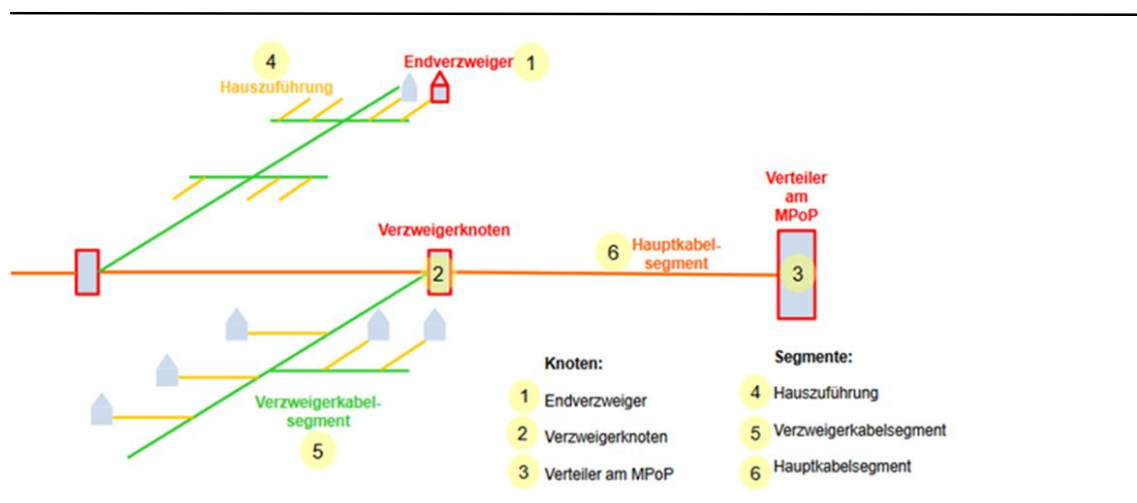 4
Hauszuführung
Endverzweiger 1
Verteiler
am
MPoP
Verzweigerknoten
2
6
Hauptkabel-
segment
3
Verzweigerkabel-
segment
5
Knoten:
1 Endverzweiger
2 Verzweigerknoten
3 Verteiler am MPoP
Segmente:
4 Hauszuführung
5 Verzweigerkabelsegment
6 Hauptkabelsegment